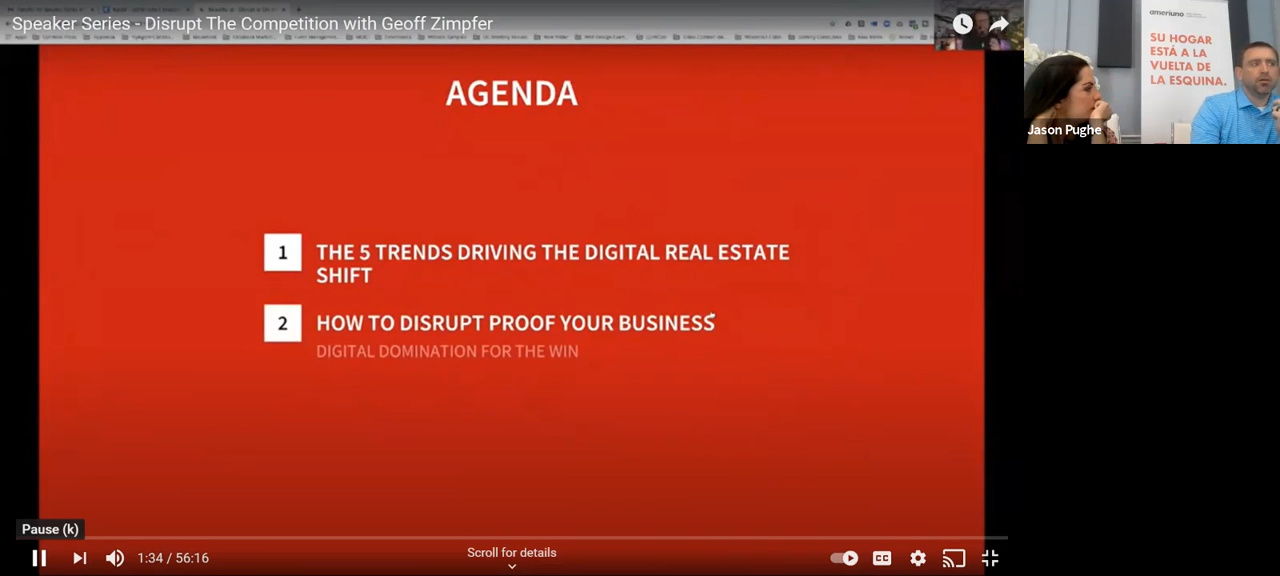 Speaker Series - Disrupt The Competition with Geoff Zimpfer
AGENDA
1
THE 5 TRENDS DRIVING THE DIGITAL REAL ESTATE
SHIFT
2
HOW TO DISRUPT PROOF YOUR BUSINESS
DIGITAL DOMINATION FOR THE WIN
Pause (k)
1:34 / 56:16
Scroll for details
CC
ameriuno
SU HOGAR
ESTÁ A LA
VUELTA DE
LA ESQUINA.
Jason Pughe